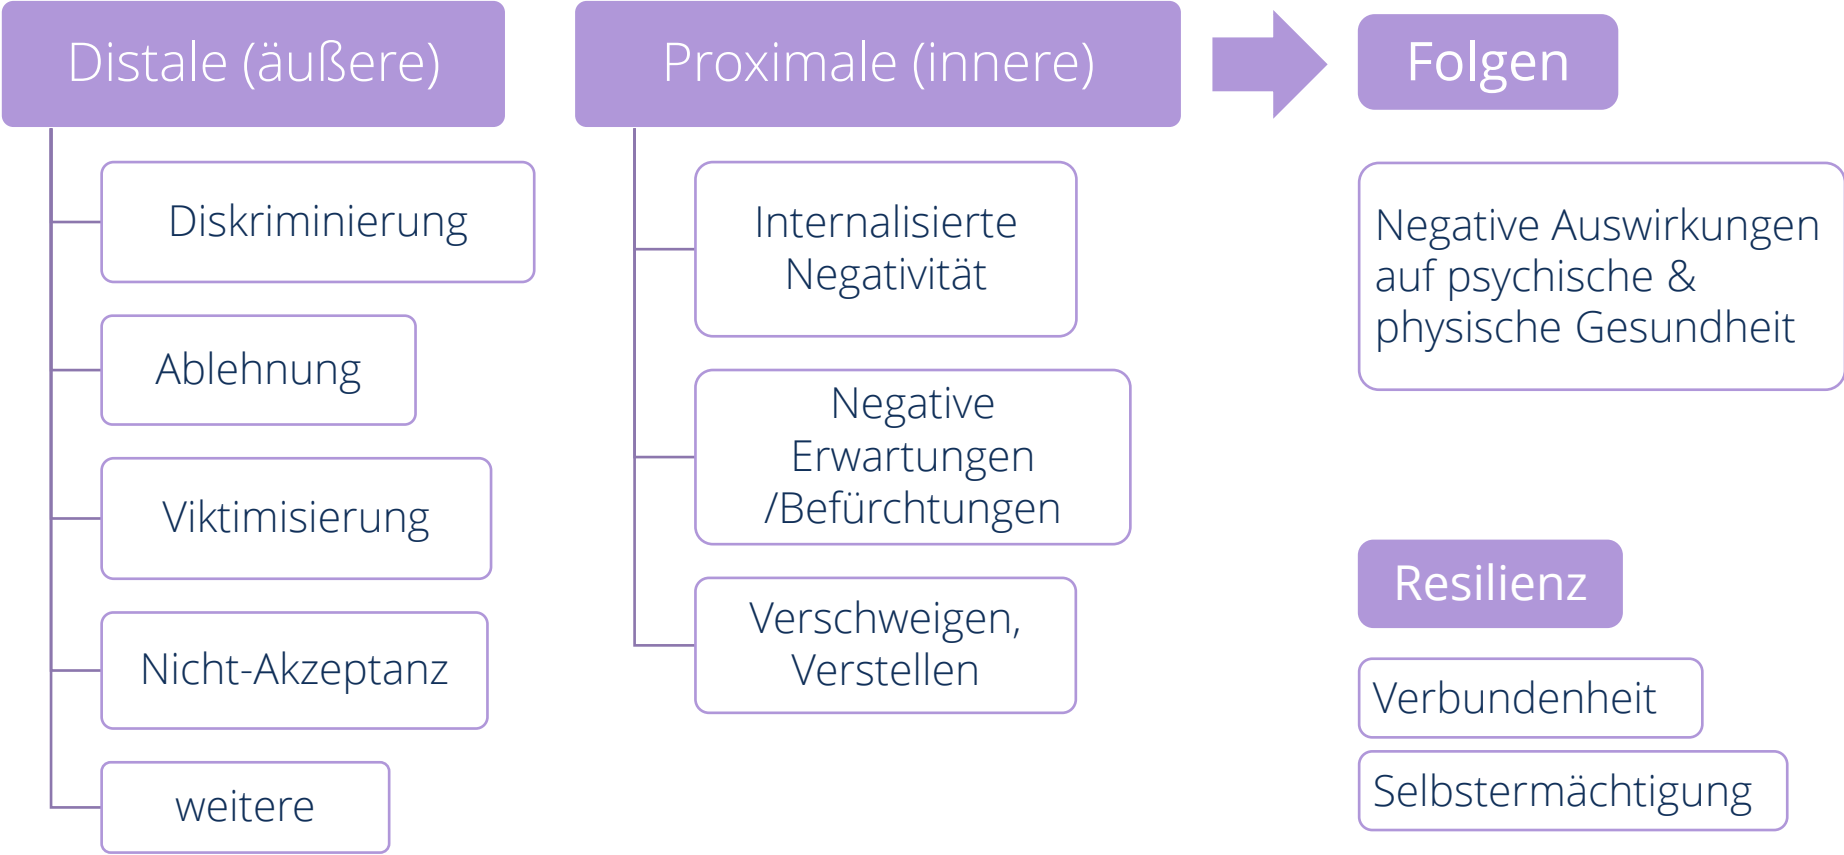 Distale (äußere)
Diskriminierung
Ablehnung
Viktimisierung
Nicht-Akzeptanz
weitere
Proximale (innere)
Internalisierte
Negativität
Negative
Erwartungen
/Befürchtungen
Verschweigen,
Verstellen
Folgen
Negative Auswirkungen
auf psychische &
physische Gesundheit
Resilienz
Verbundenheit
Selbstermächtigung